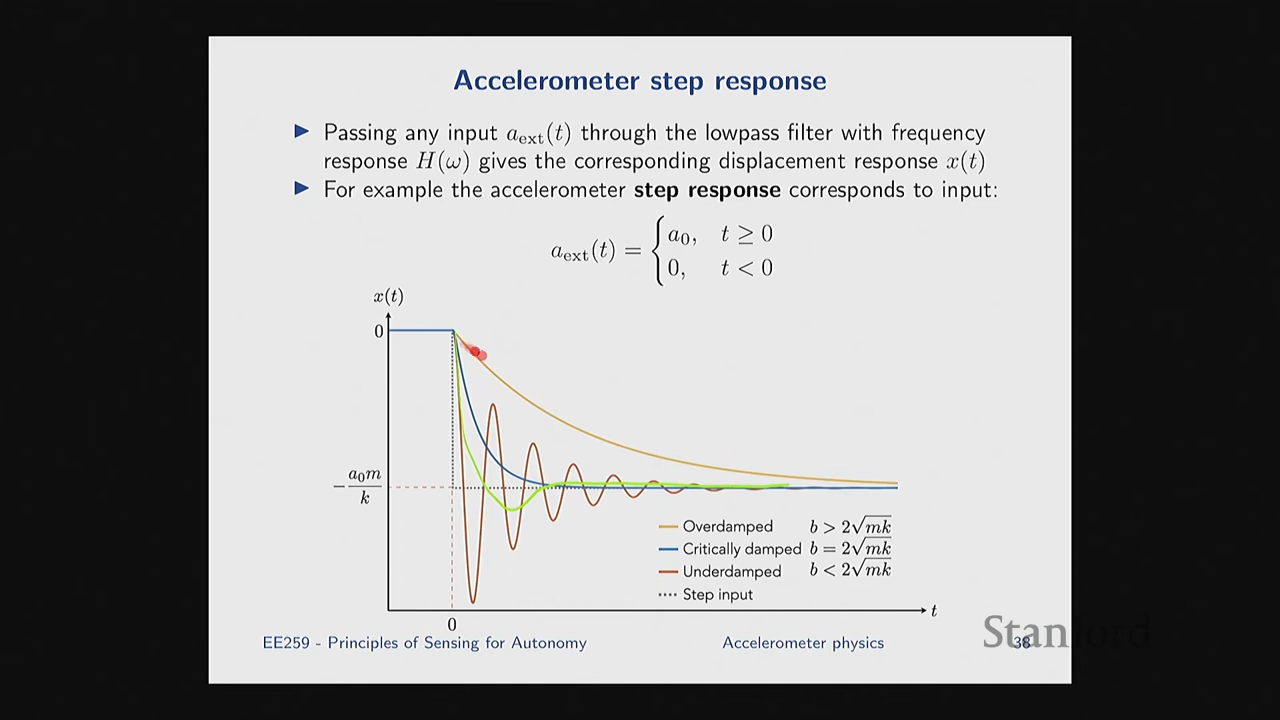 Accelerometer step response
▶ Passing any input a_ext(t) through the lowpass filter with frequency
response H(ω) gives the corresponding displacement response x(t)
▶ For example the accelerometer step response corresponds to input:
a_ext(t) = { a₀, t ≥ 0
0, t < 0
x(t)
0
−a₀m/k
Overdamped b > 2√mk
Critically damped b = 2√mk
Underdamped b < 2√mk
Step input
t
0
EE259 - Principles of Sensing for Autonomy Accelerometer physics 38
Stanford